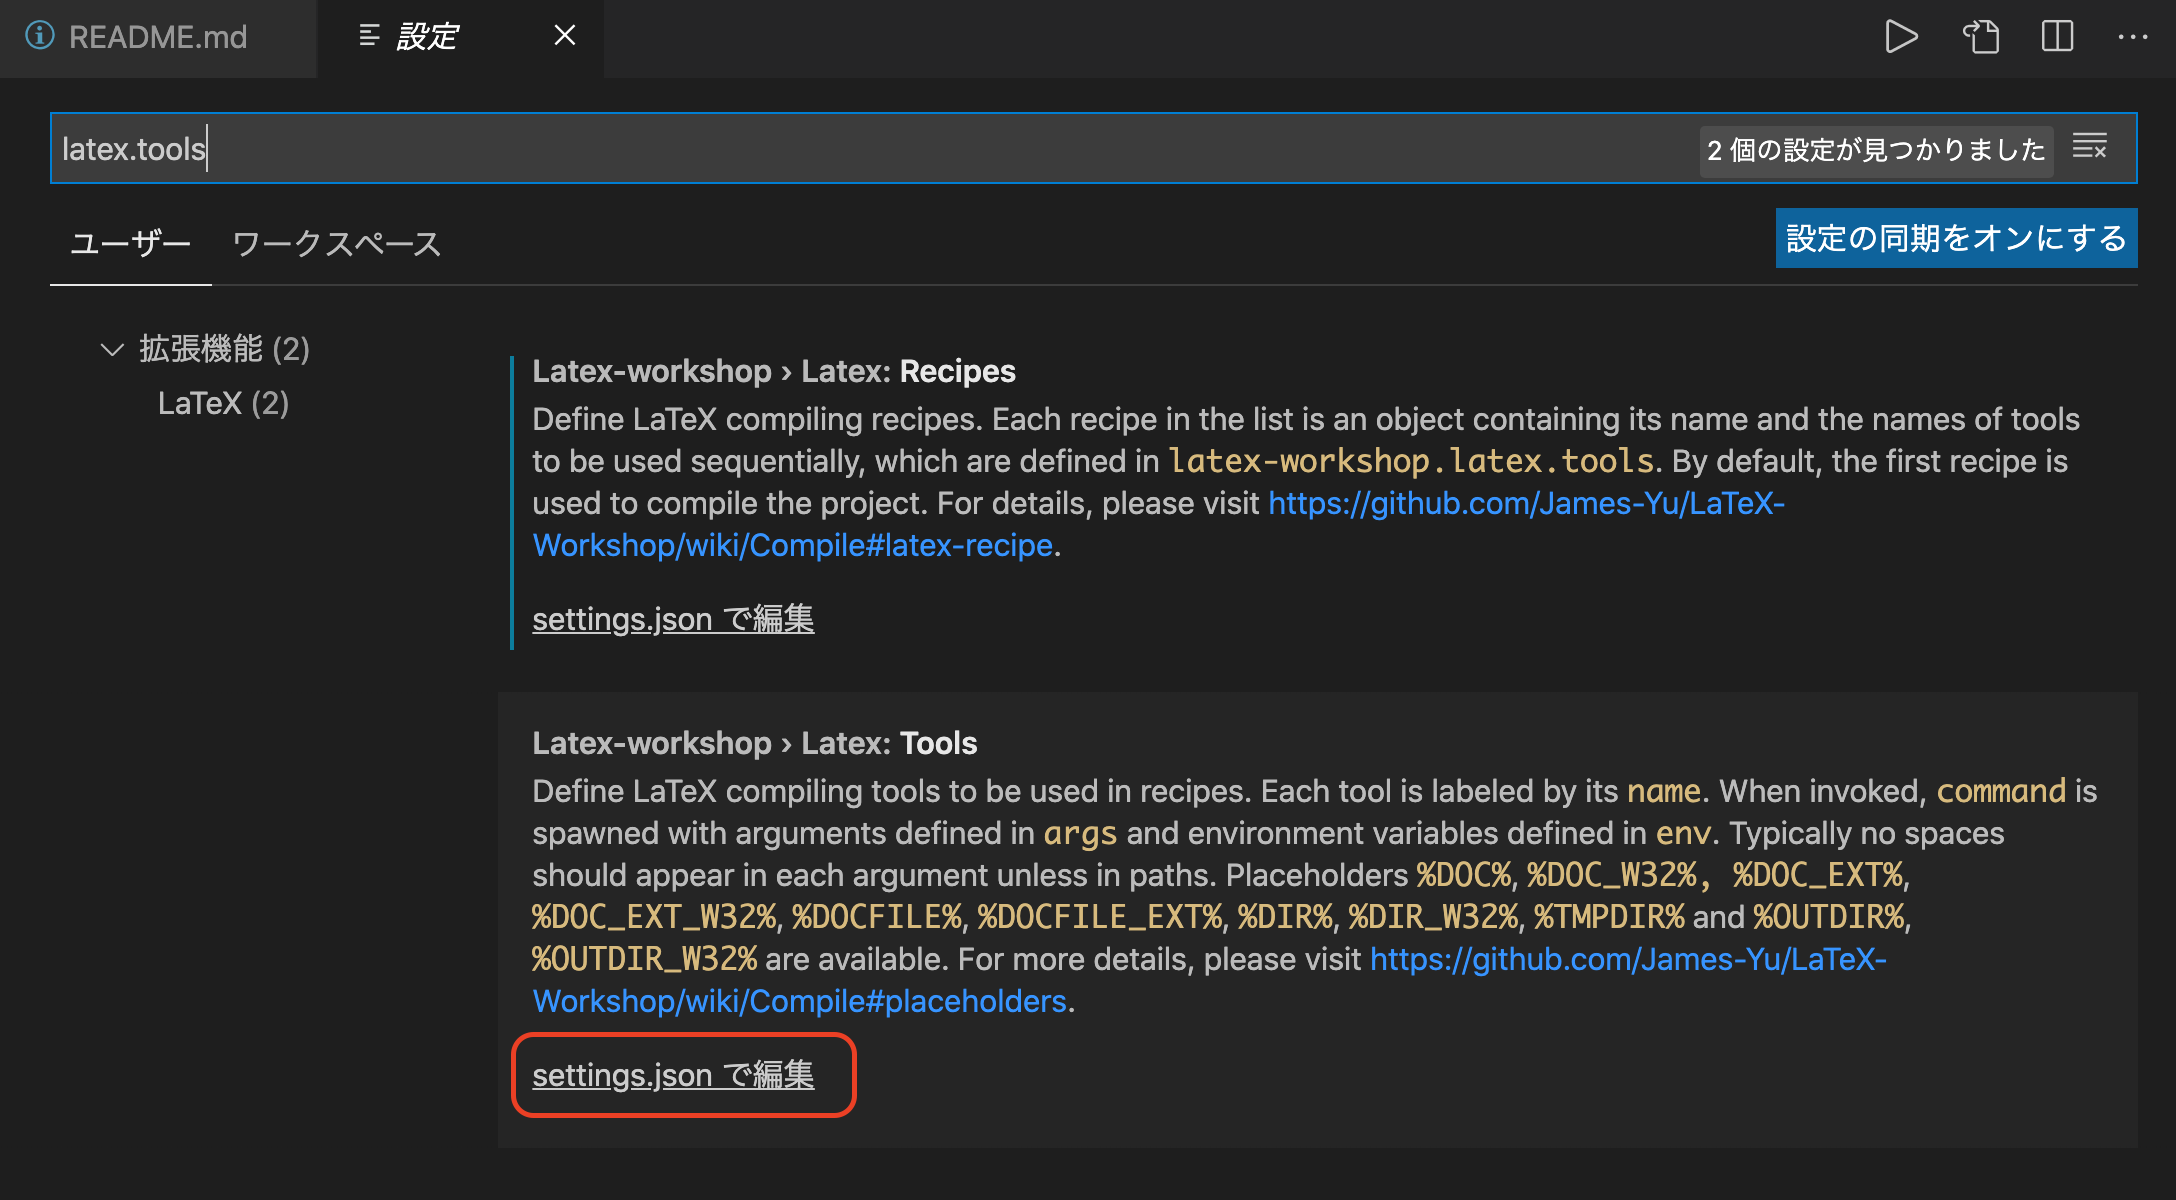 README.md
設定
latex.tools
2 個の設定が見つかりました
ユーザー ワークスペース
設定の同期をオンにする
拡張機能 (2)
LaTeX (2)
Latex-workshop › Latex: Recipes
Define LaTeX compiling recipes. Each recipe in the list is an object containing its name and the names of tools
to be used sequentially, which are defined in latex-workshop.latex.tools. By default, the first recipe is
used to compile the project. For details, please visit https://github.com/James-Yu/LaTeX-
Workshop/wiki/Compile#latex-recipe.
settings.json で編集
Latex-workshop › Latex: Tools
Define LaTeX compiling tools to be used in recipes. Each tool is labeled by its name. When invoked, command is
spawned with arguments defined in args and environment variables defined in env. Typically no spaces
should appear in each argument unless in paths. Placeholders %DOC%, %DOC_W32%, %DOC_EXT%,
%DOC_EXT_W32%, %DOCFILE%, %DOCFILE_EXT%, %DIR%, %DIR_W32%, %TMPDIR% and %OUTDIR%,
%OUTDIR_W32% are available. For more details, please visit https://github.com/James-Yu/LaTeX-
Workshop/wiki/Compile#placeholders.
settings.json で編集